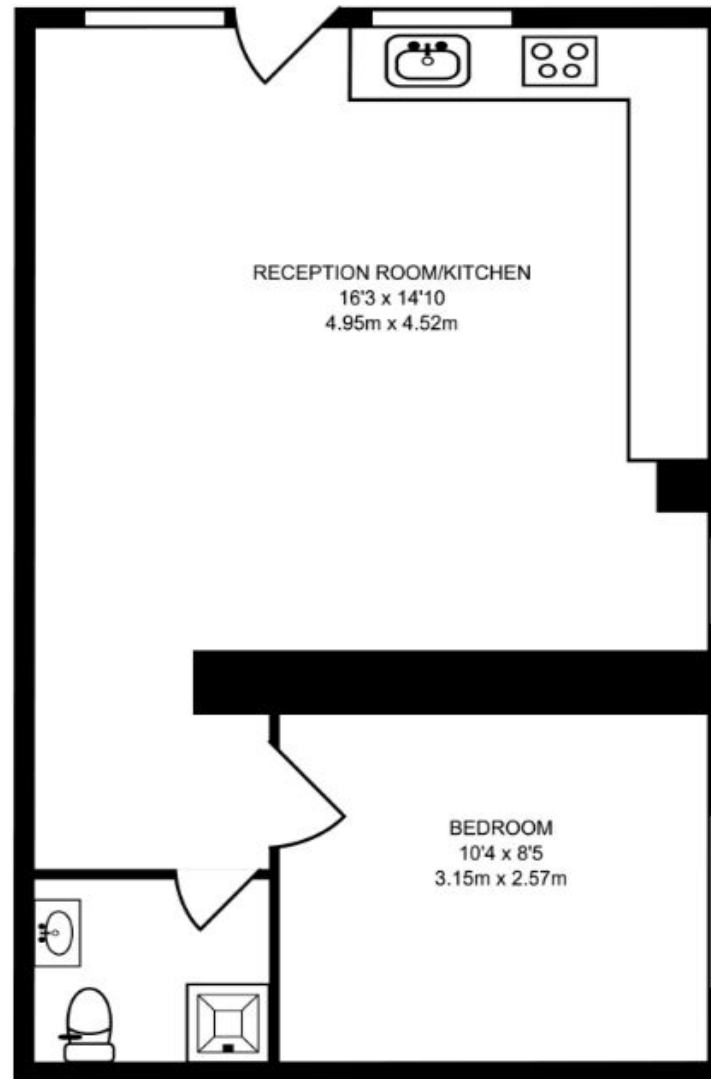 RECEPTION ROOM/KITCHEN
16'3 x 14'10
4.95m x 4.52m
BEDROOM
10'4 x 8'5
3.15m x 2.57m